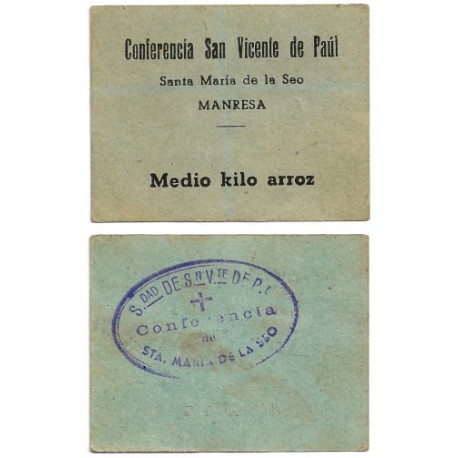 Conferencia San Vicente de Paúl
Santa María de la Seo
MANRESA
Medio kilo arroz
S.DAD DE S.N V.TE DE P.L
Conferencia
de
STA. MARIA DE LA SEO